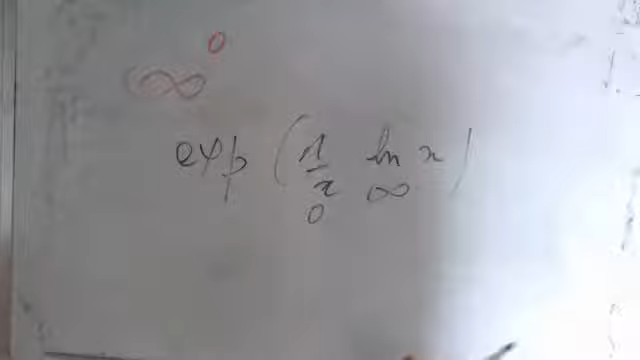 (∞⁰
exp (1/x ln x)
0 ∞